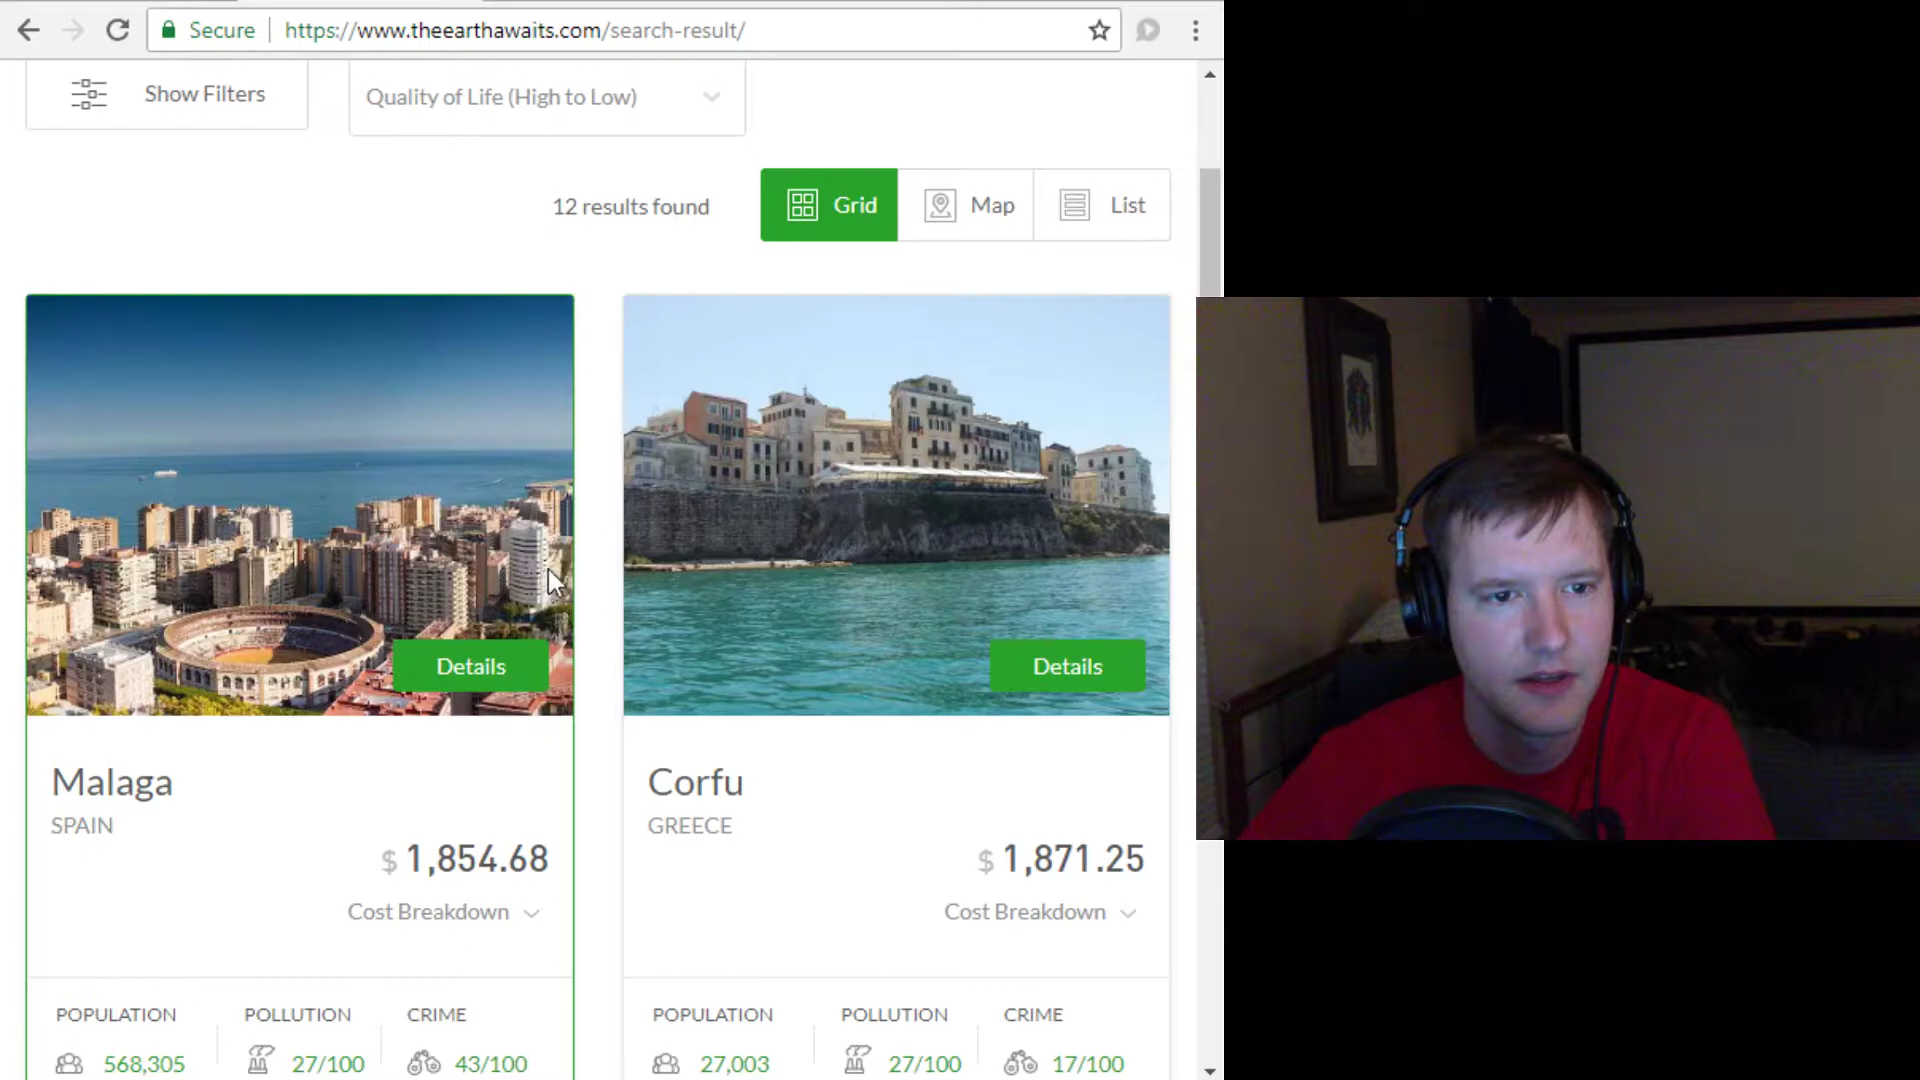 Secure
https://www.theearthawaits.com/search-result/
Show Filters
Quality of Life (High to Low)
12 results found
Grid
Map
List
Details
Details
Malaga
SPAIN
$ 1,854.68
Cost Breakdown
Corfu
GREECE
$ 1,871.25
Cost Breakdown
POPULATION POLLUTION CRIME
568,305 27/100 43/100
POPULATION POLLUTION CRIME
27,003 27/100 17/100